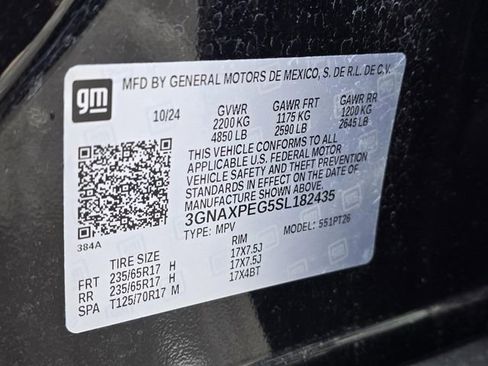 gm
MFD BY GENERAL MOTORS DE MEXICO, S. DE R.L. DE C.V.
10/24 GVWR GAWR FRT GAWR RR
2200 KG 1175 KG 1200 KG
4850 LB 2590 LB 2645 LB
THIS VEHICLE CONFORMS TO ALL
APPLICABLE U.S. FEDERAL MOTOR
VEHICLE SAFETY AND THEFT PREVENTION
STANDARDS IN EFFECT ON THE DATE OF
MANUFACTURE SHOWN ABOVE.
3GNAXPEG5SL182435
384A
TYPE: MPV MODEL: 551PT26
TIRE SIZE RIM
FRT 235/65R17 H 17X7.5J
RR 235/65R17 H 17X7.5J
SPA T125/70R17 M 17X4BT